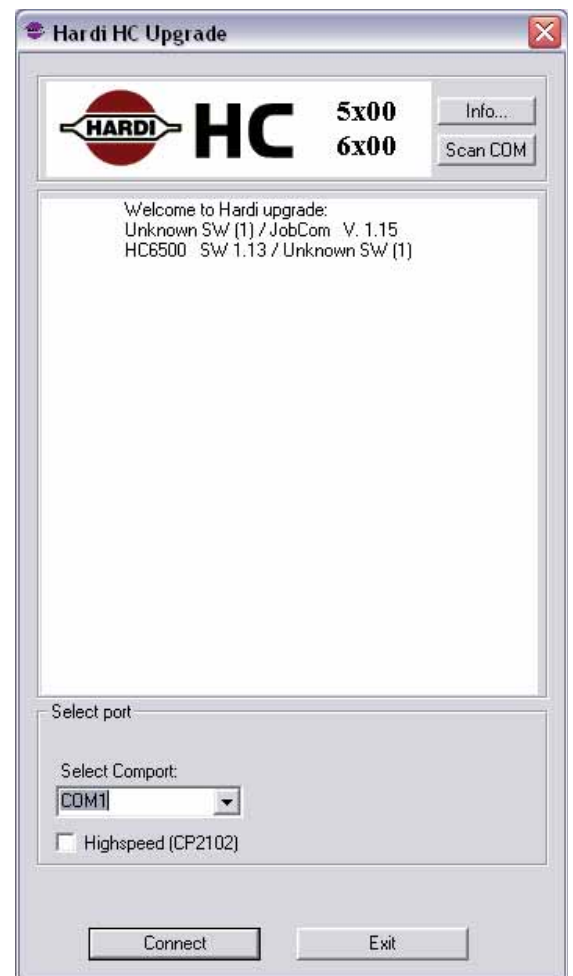 Hardi HC Upgrade
HARDI HC 5x00
6x00
Info...
Scan COM
Welcome to Hardi upgrade:
Unknown SW (1) / JobCom V. 1.15
HC6500 SW 1.13 / Unknown SW (1)
Select port
Select Comport:
COM1
Highspeed (CP2102)
Connect Exit